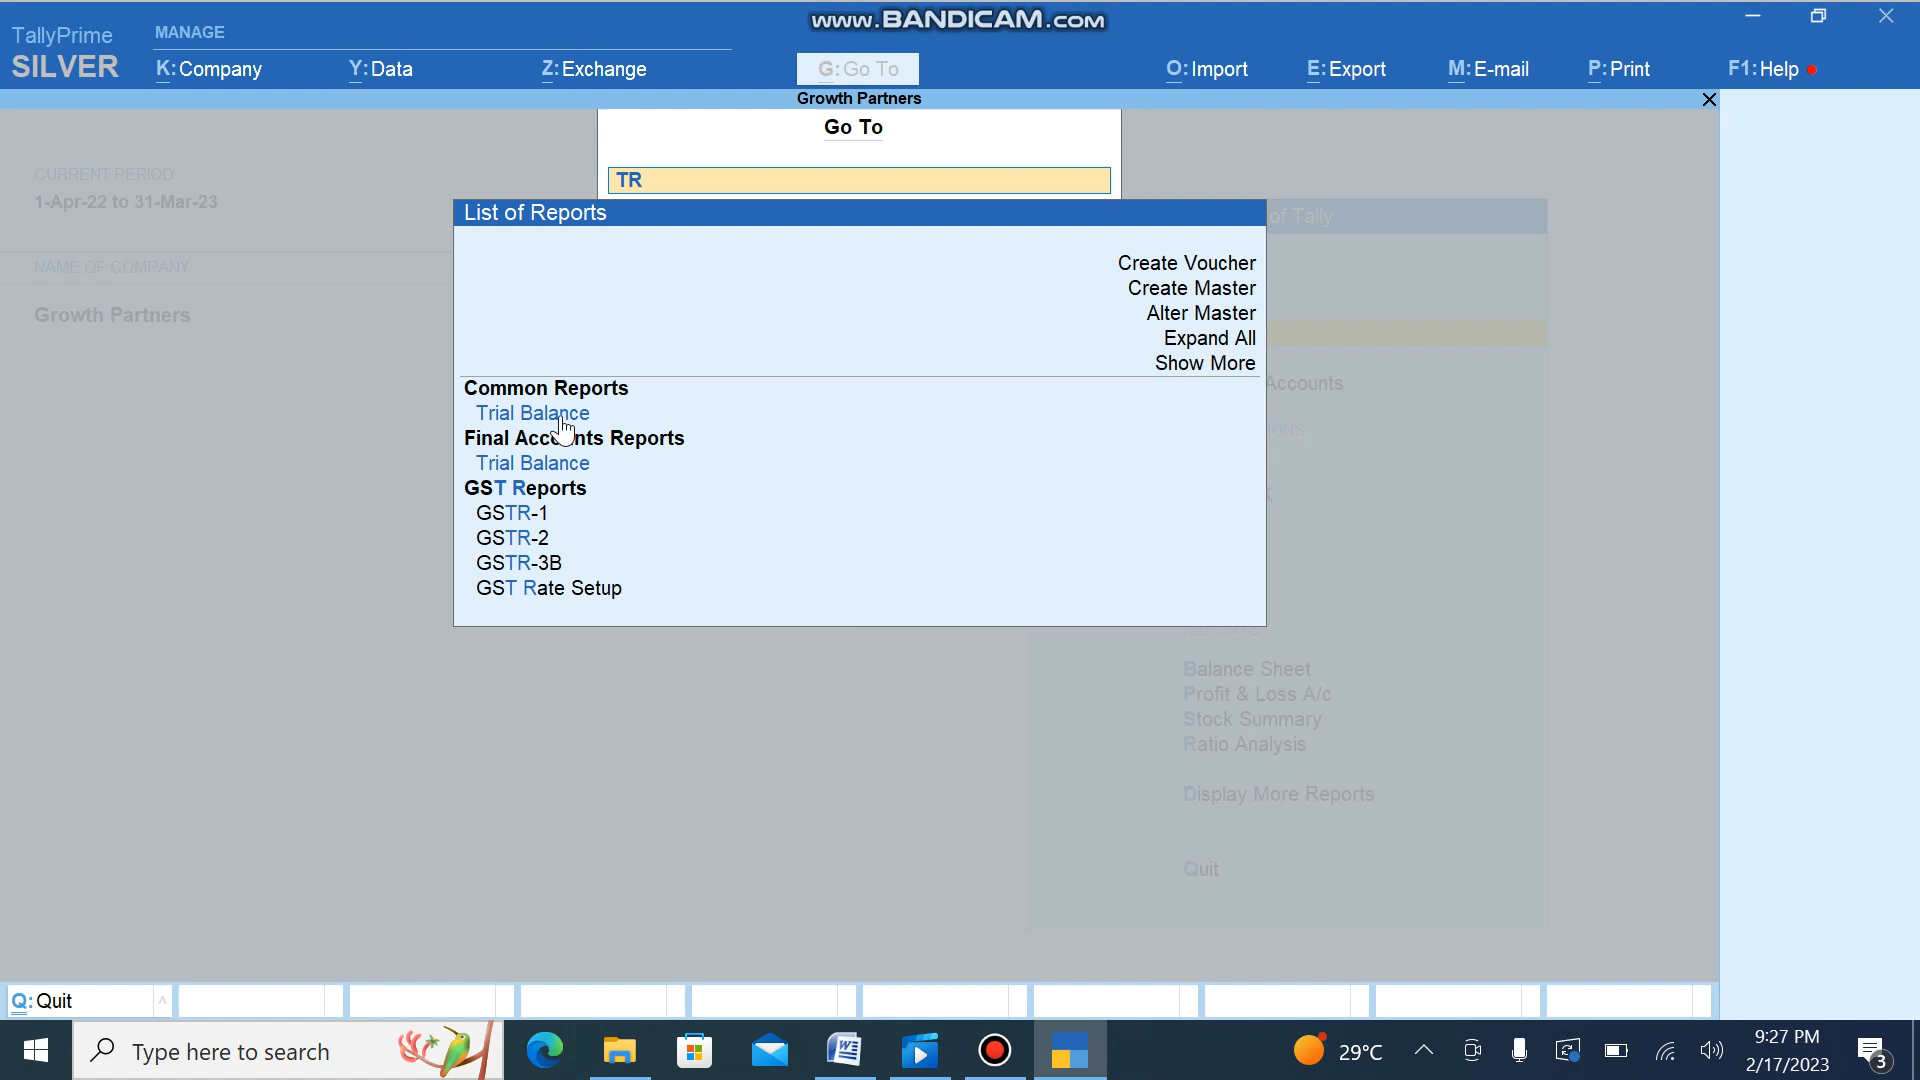 www.BANDICAM.com
TallyPrime
SILVER
MANAGE
K: Company
Y: Data
Z: Exchange
G: Go To
O: Import
E: Export
M: E-mail
P: Print
F1: Help
Growth Partners
Go To
TR
CURRENT PERIOD
1-Apr-22 to 31-Mar-23
NAME OF COMPANY
Growth Partners
List of Reports
of Tally
Create Voucher
Create Master
Alter Master
Expand All
Show More
Accounts
Common Reports
Trial Balance
Final Accounts Reports
Trial Balance
GST Reports
GSTR-1
GSTR-2
GSTR-3B
GST Rate Setup
Balance Sheet
Profit & Loss A/c
Stock Summary
Ratio Analysis
Display More Reports
Quit
Q: Quit
Type here to search
29°C
9:27 PM
2/17/2023
3